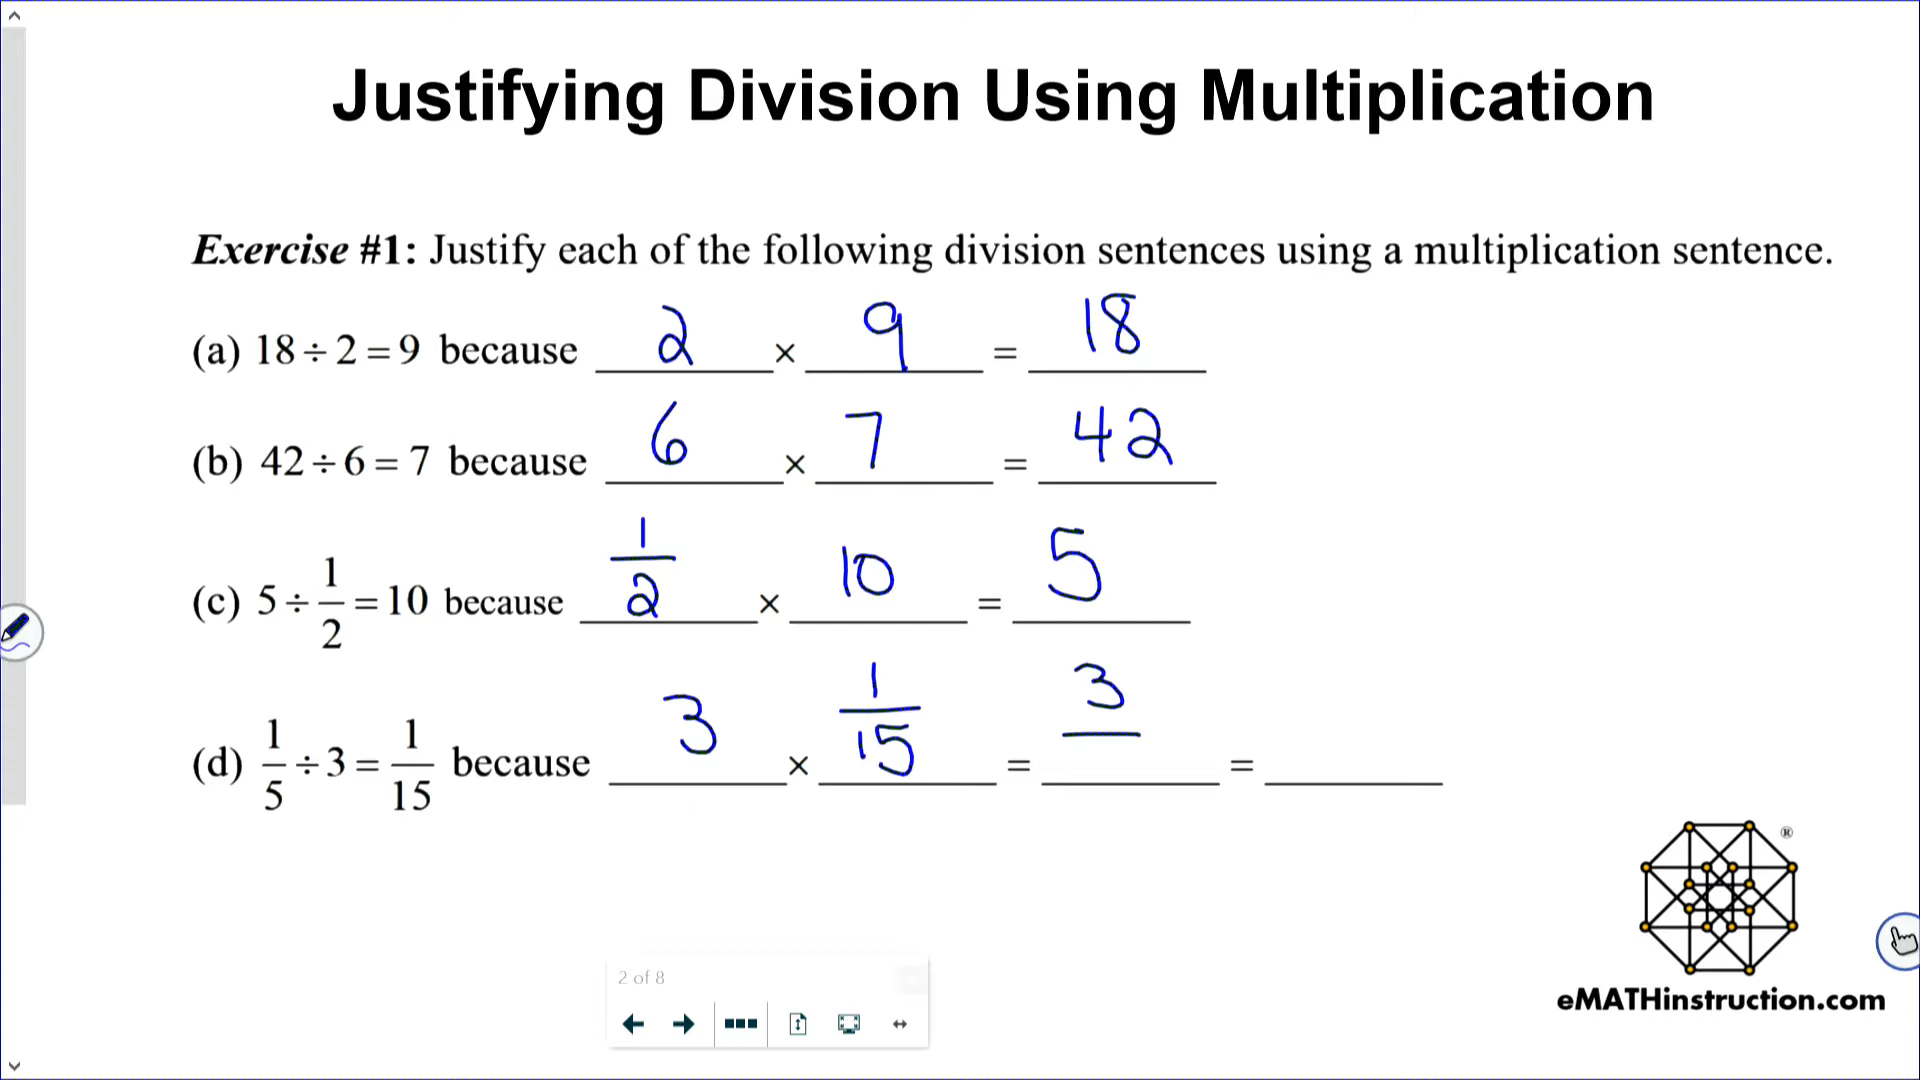 Justifying Division Using Multiplication
Exercise #1: Justify each of the following division sentences using a multiplication sentence.
(a) 18 ÷ 2 = 9 because 2 × 9 = 18
(b) 42 ÷ 6 = 7 because 6 × 7 = 42
(c) 5 ÷ 1/2 = 10 because 1/2 × 10 = 5
(d) 1/5 ÷ 3 = 1/15 because 3 × 1/15 = 3/ = ____
®
eMATHinstruction.com
2 of 8